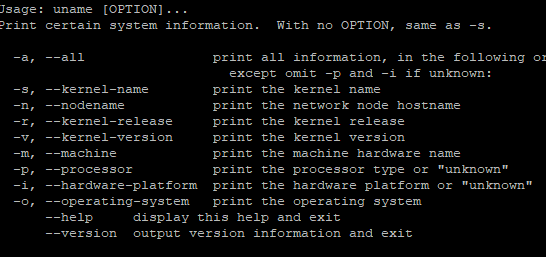 Usage: uname [OPTION]...
Print certain system information.  With no OPTION, same as -s.
-a, --all                    print all information, in the following
                               except omit -p and -i if unknown:
-s, --kernel-name            print the kernel name
-n, --nodename               print the network node hostname
-r, --kernel-release         print the kernel release
-v, --kernel-version         print the kernel version
-m, --machine                print the machine hardware name
-p, --processor              print the processor type or "unknown"
-i, --hardware-platform      print the hardware platform or "unknown"
-o, --operating-system       print the operating system
    --help     display this help and exit
    --version  output version information and exit